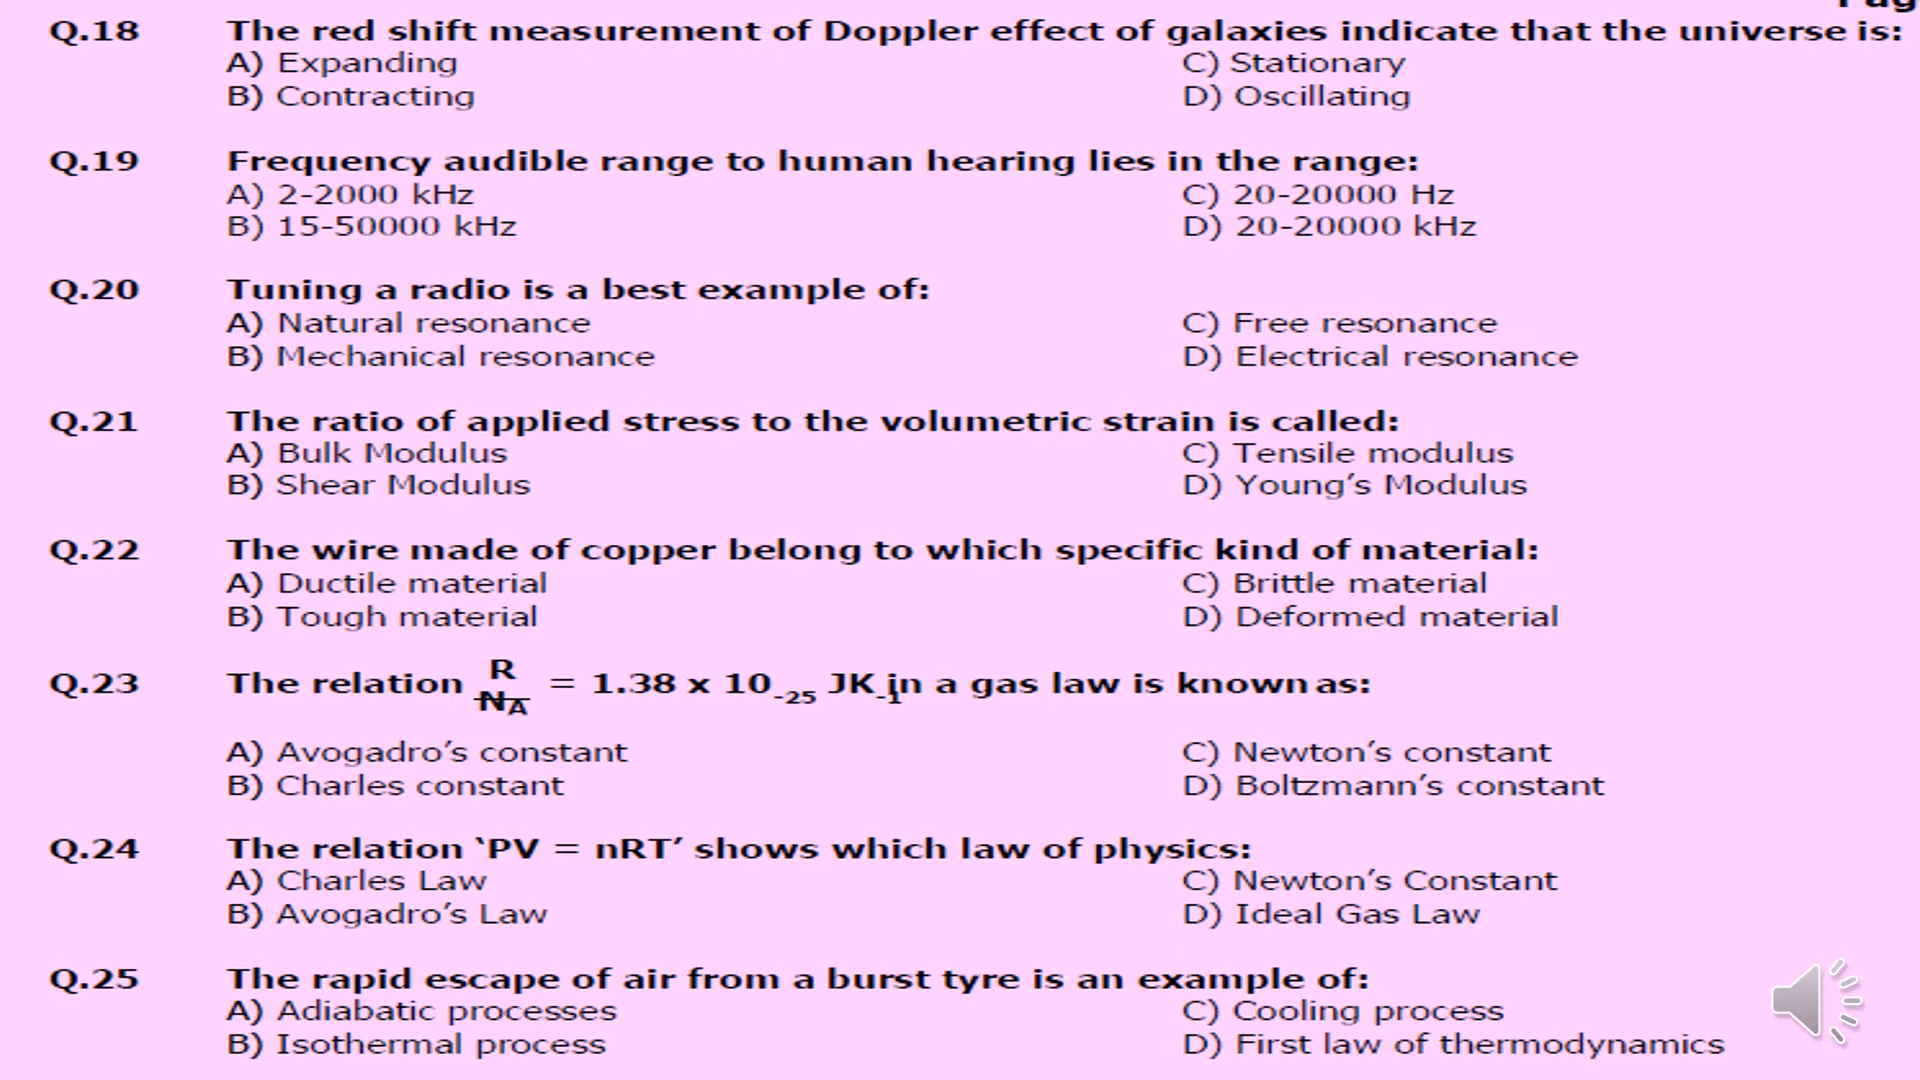 Q.18 The red shift measurement of Doppler effect of galaxies indicate that the universe is:
A) Expanding C) Stationary
B) Contracting D) Oscillating
Q.19 Frequency audible range to human hearing lies in the range:
A) 2-2000 kHz C) 20-20000 Hz
B) 15-50000 kHz D) 20-20000 kHz
Q.20 Tuning a radio is a best example of:
A) Natural resonance C) Free resonance
B) Mechanical resonance D) Electrical resonance
Q.21 The ratio of applied stress to the volumetric strain is called:
A) Bulk Modulus C) Tensile modulus
B) Shear Modulus D) Young’s Modulus
Q.22 The wire made of copper belong to which specific kind of material:
A) Ductile material C) Brittle material
B) Tough material D) Deformed material
Q.23 The relation R/NA = 1.38 x 10-25 JK-1in a gas law is known as:
A) Avogadro’s constant C) Newton’s constant
B) Charles constant D) Boltzmann’s constant
Q.24 The relation ‘PV = nRT’ shows which law of physics:
A) Charles Law C) Newton’s Constant
B) Avogadro’s Law D) Ideal Gas Law
Q.25 The rapid escape of air from a burst tyre is an example of:
A) Adiabatic processes C) Cooling process
B) Isothermal process D) First law of thermodynamics